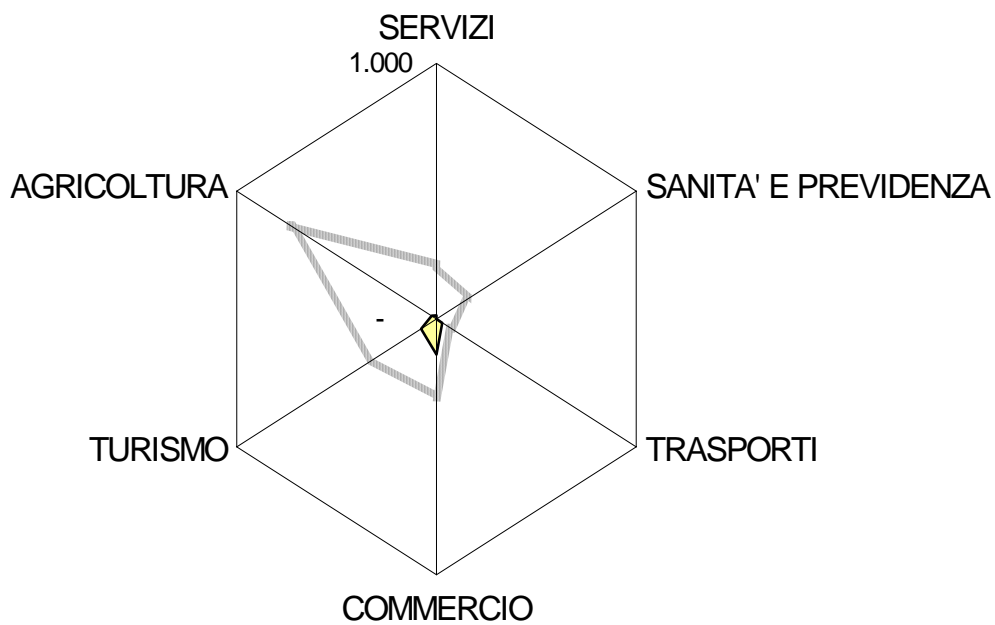 SERVIZI
1.000
AGRICOLTURA
SANITA' E PREVIDENZA
-
TURISMO
TRASPORTI
COMMERCIO